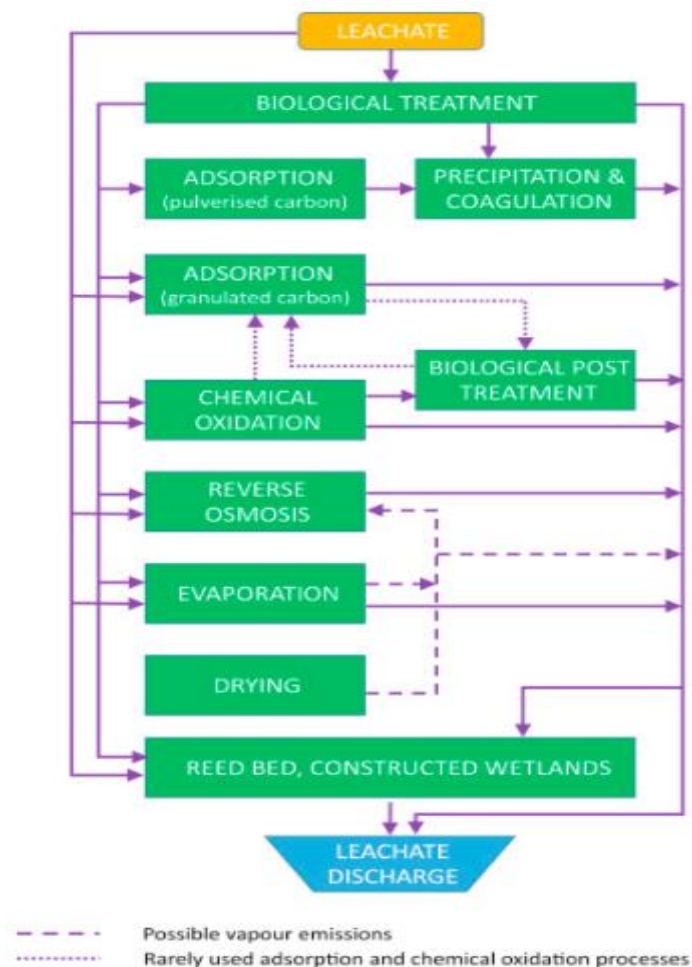 LEACHATE
BIOLOGICAL TREATMENT
ADSORPTION
(pulverised carbon)
PRECIPITATION &
COAGULATION
ADSORPTION
(granulated carbon)
BIOLOGICAL POST
TREATMENT
CHEMICAL
OXIDATION
REVERSE
OSMOSIS
EVAPORATION
DRYING
REED BED, CONSTRUCTED WETLANDS
LEACHATE
DISCHARGE
Possible vapour emissions
Rarely used adsorption and chemical oxidation processes